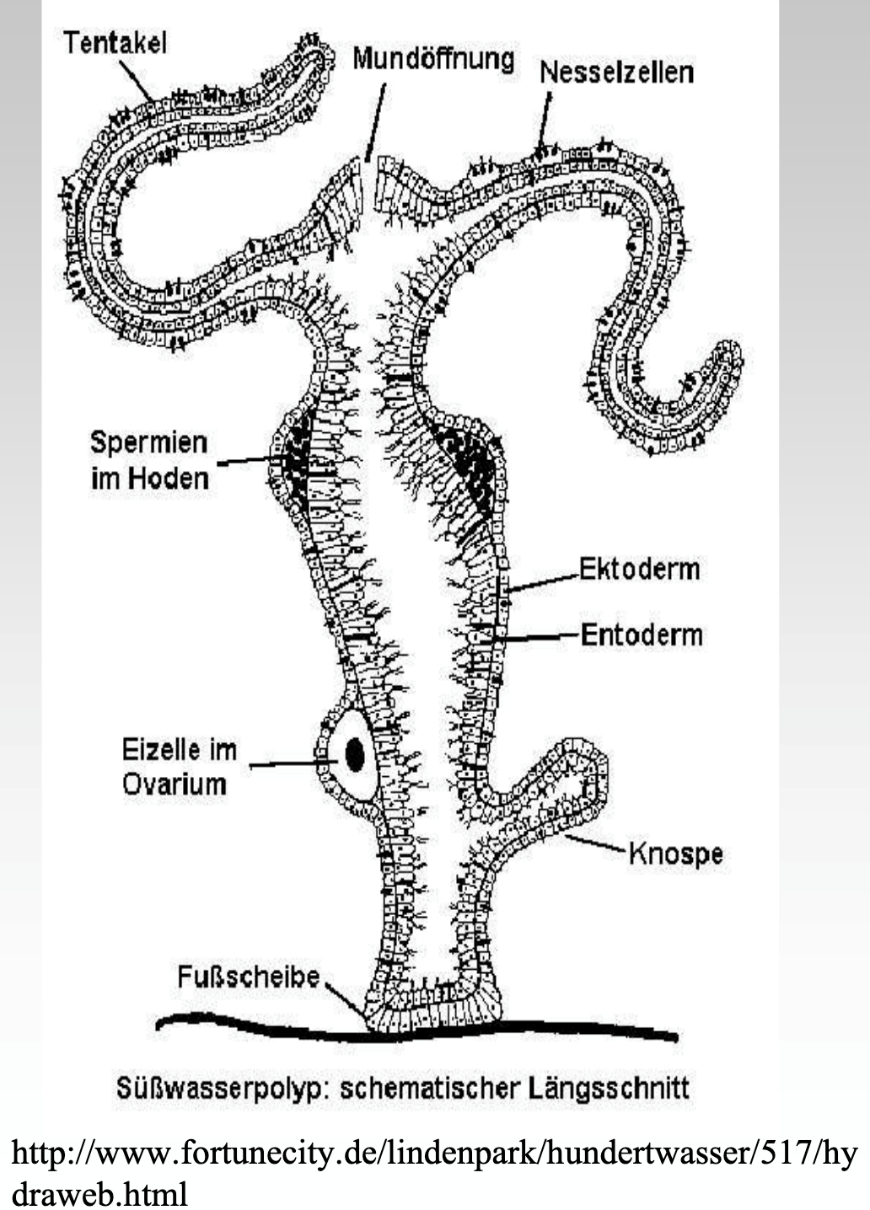 Tentakel
Mundöffnung
Nesselzellen
Spermien
im Hoden
Ektoderm
Entoderm
Eizelle im
Ovarium
Knospe
Fußscheibe
Süßwasserpolyp: schematischer Längsschnitt
http://www.fortunecity.de/lindenpark/hundertwasser/517/hy
draweb.html